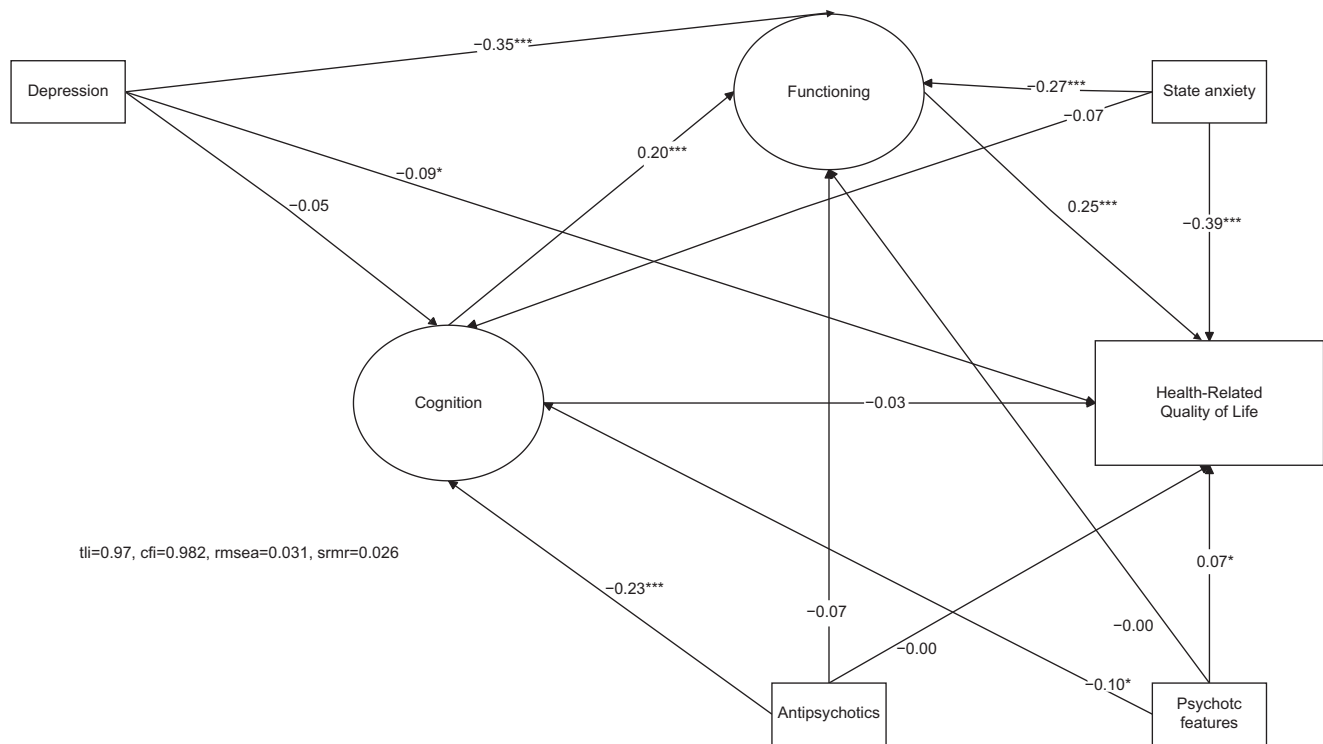 −0.35***
Depression
Functioning
−0.27***
State anxiety
−0.07
0.20***
−0.09*
−0.05
0.25***
−0.39***
Cognition
−0.03
Health-Related
Quality of Life
tli=0.97, cfi=0.982, rmsea=0.031, srmr=0.026
−0.23***
0.07*
−0.07
−0.00
−0.00
−0.10*
Antipsychotics
Psychotc
features